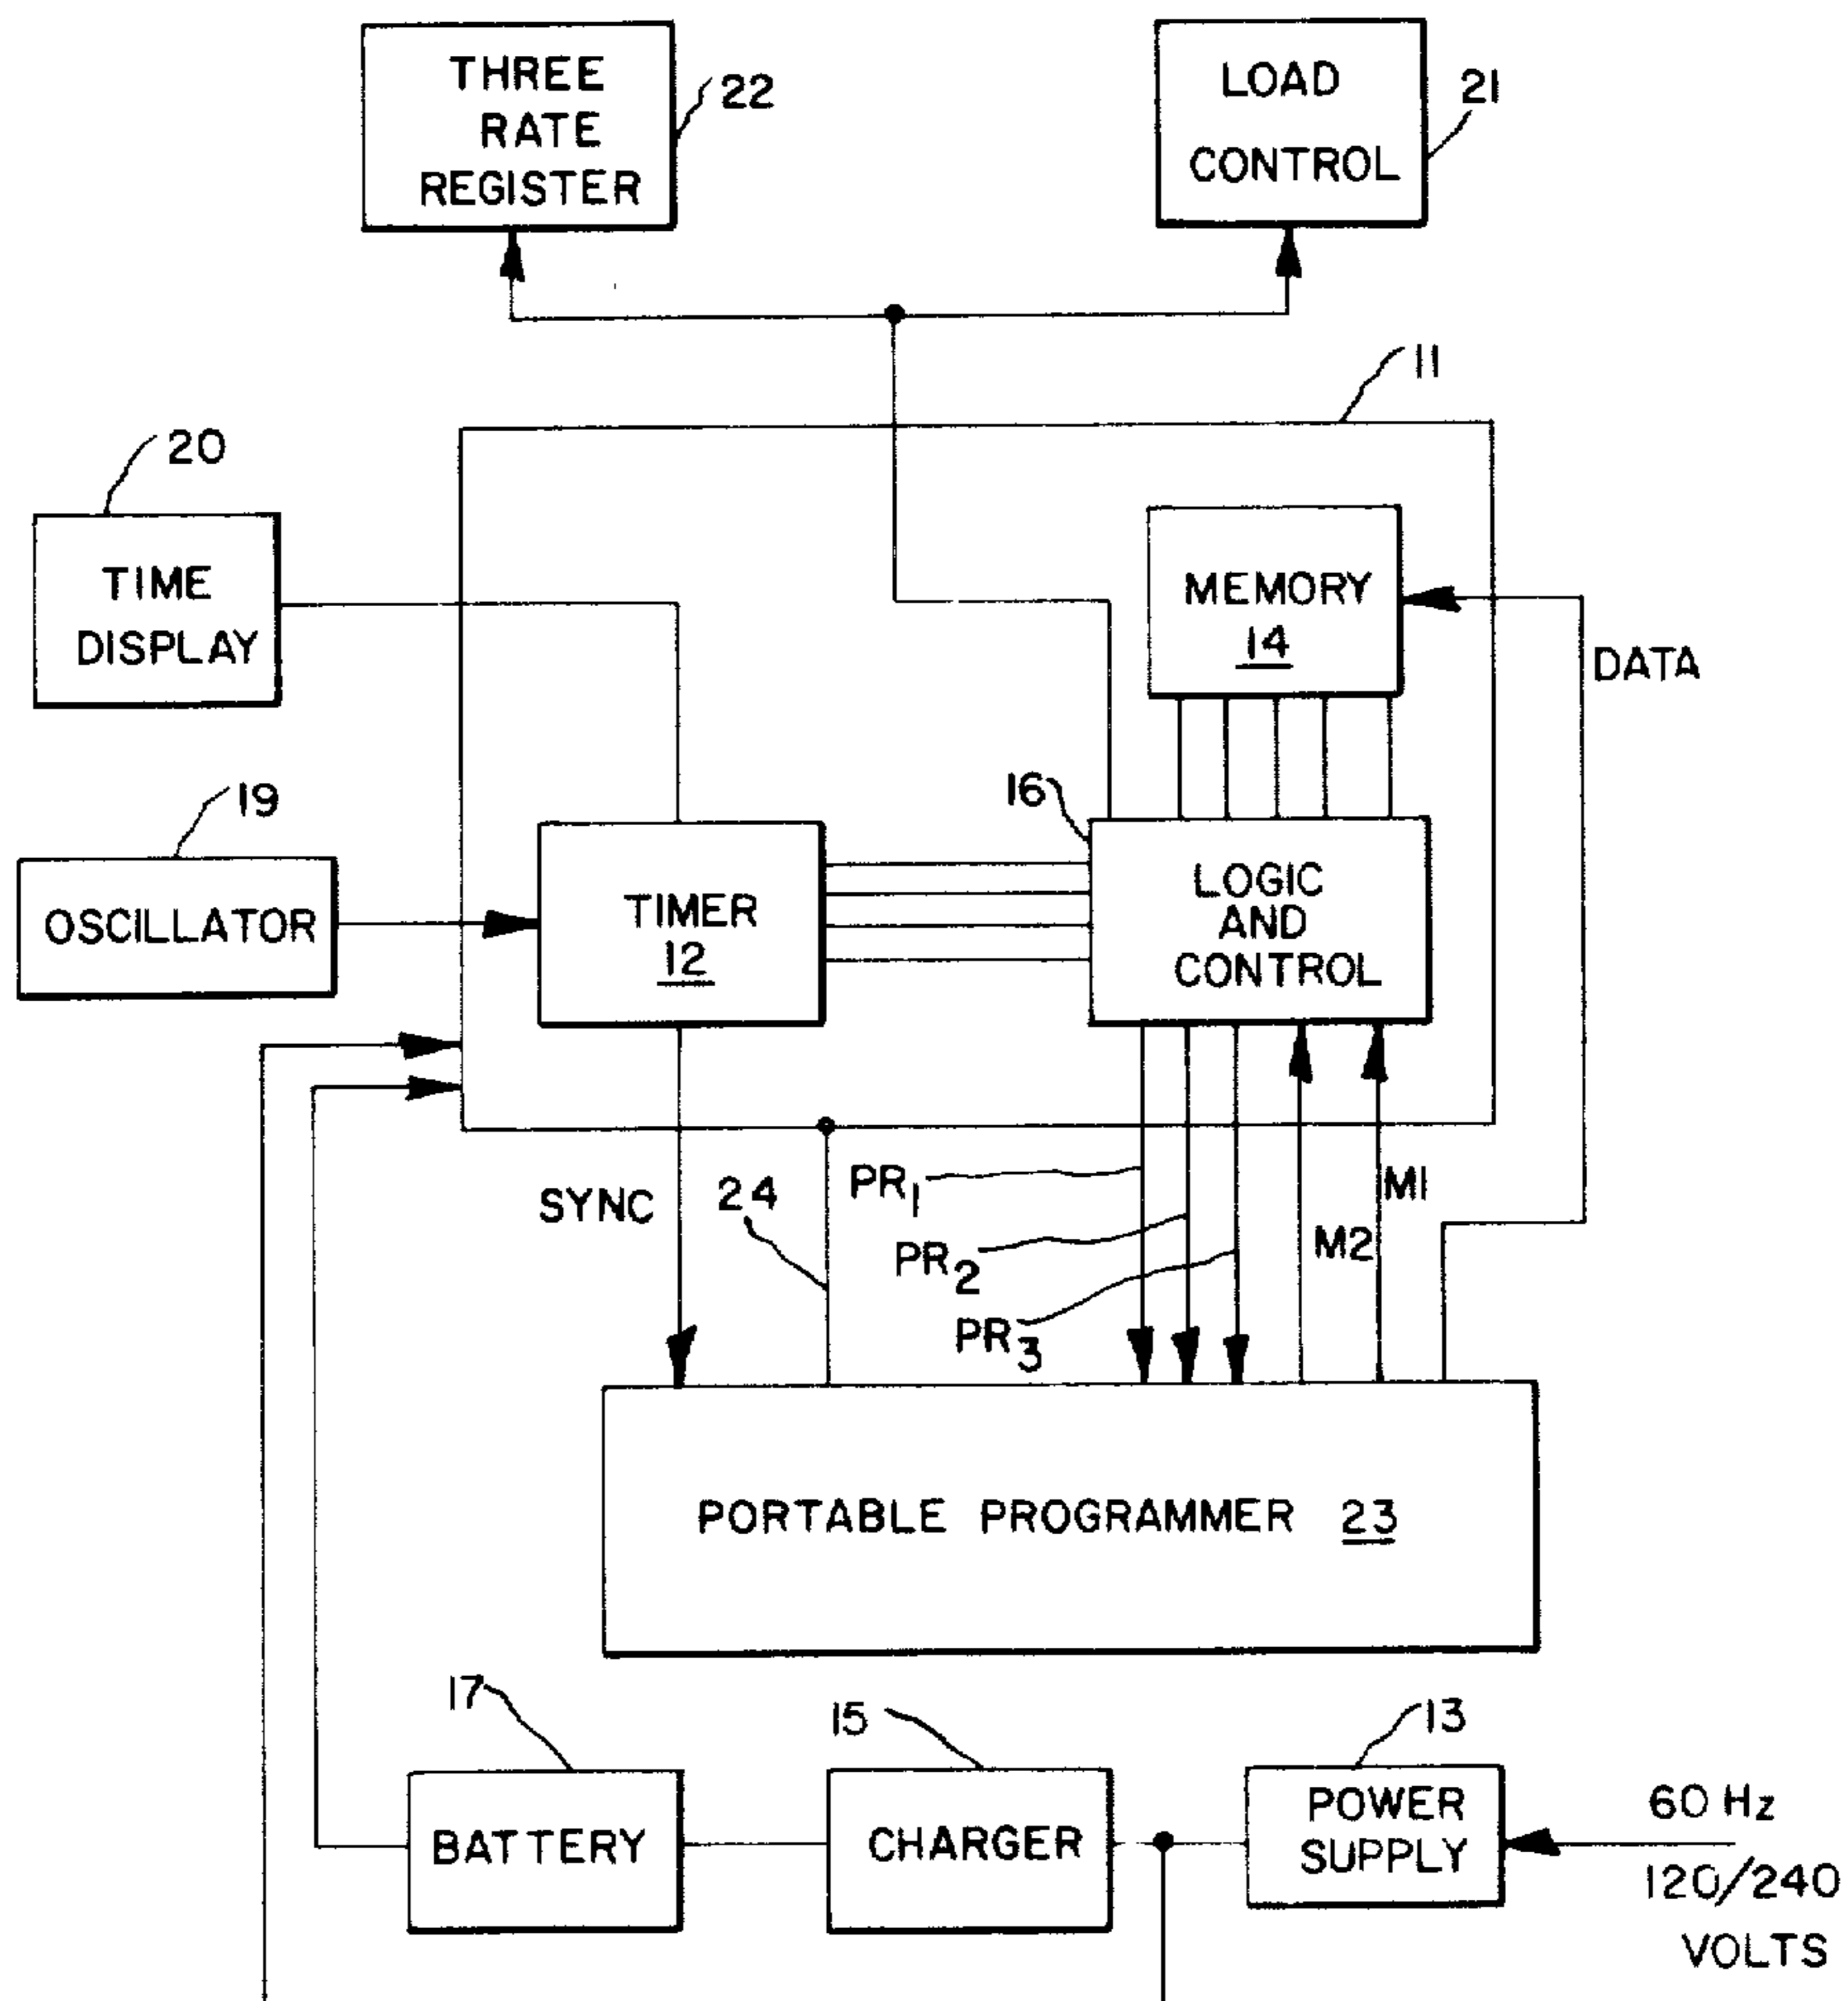 THREE
RATE
REGISTER
22
LOAD
CONTROL
21
11
20
TIME
DISPLAY
MEMORY
14
DATA
19
OSCILLATOR
TIMER
12
16
LOGIC
AND
CONTROL
SYNC
24
PR1
PR2
PR3
M2
M1
PORTABLE PROGRAMMER 23
17
BATTERY
15
CHARGER
13
POWER
SUPPLY
60 Hz
120/240
VOLTS